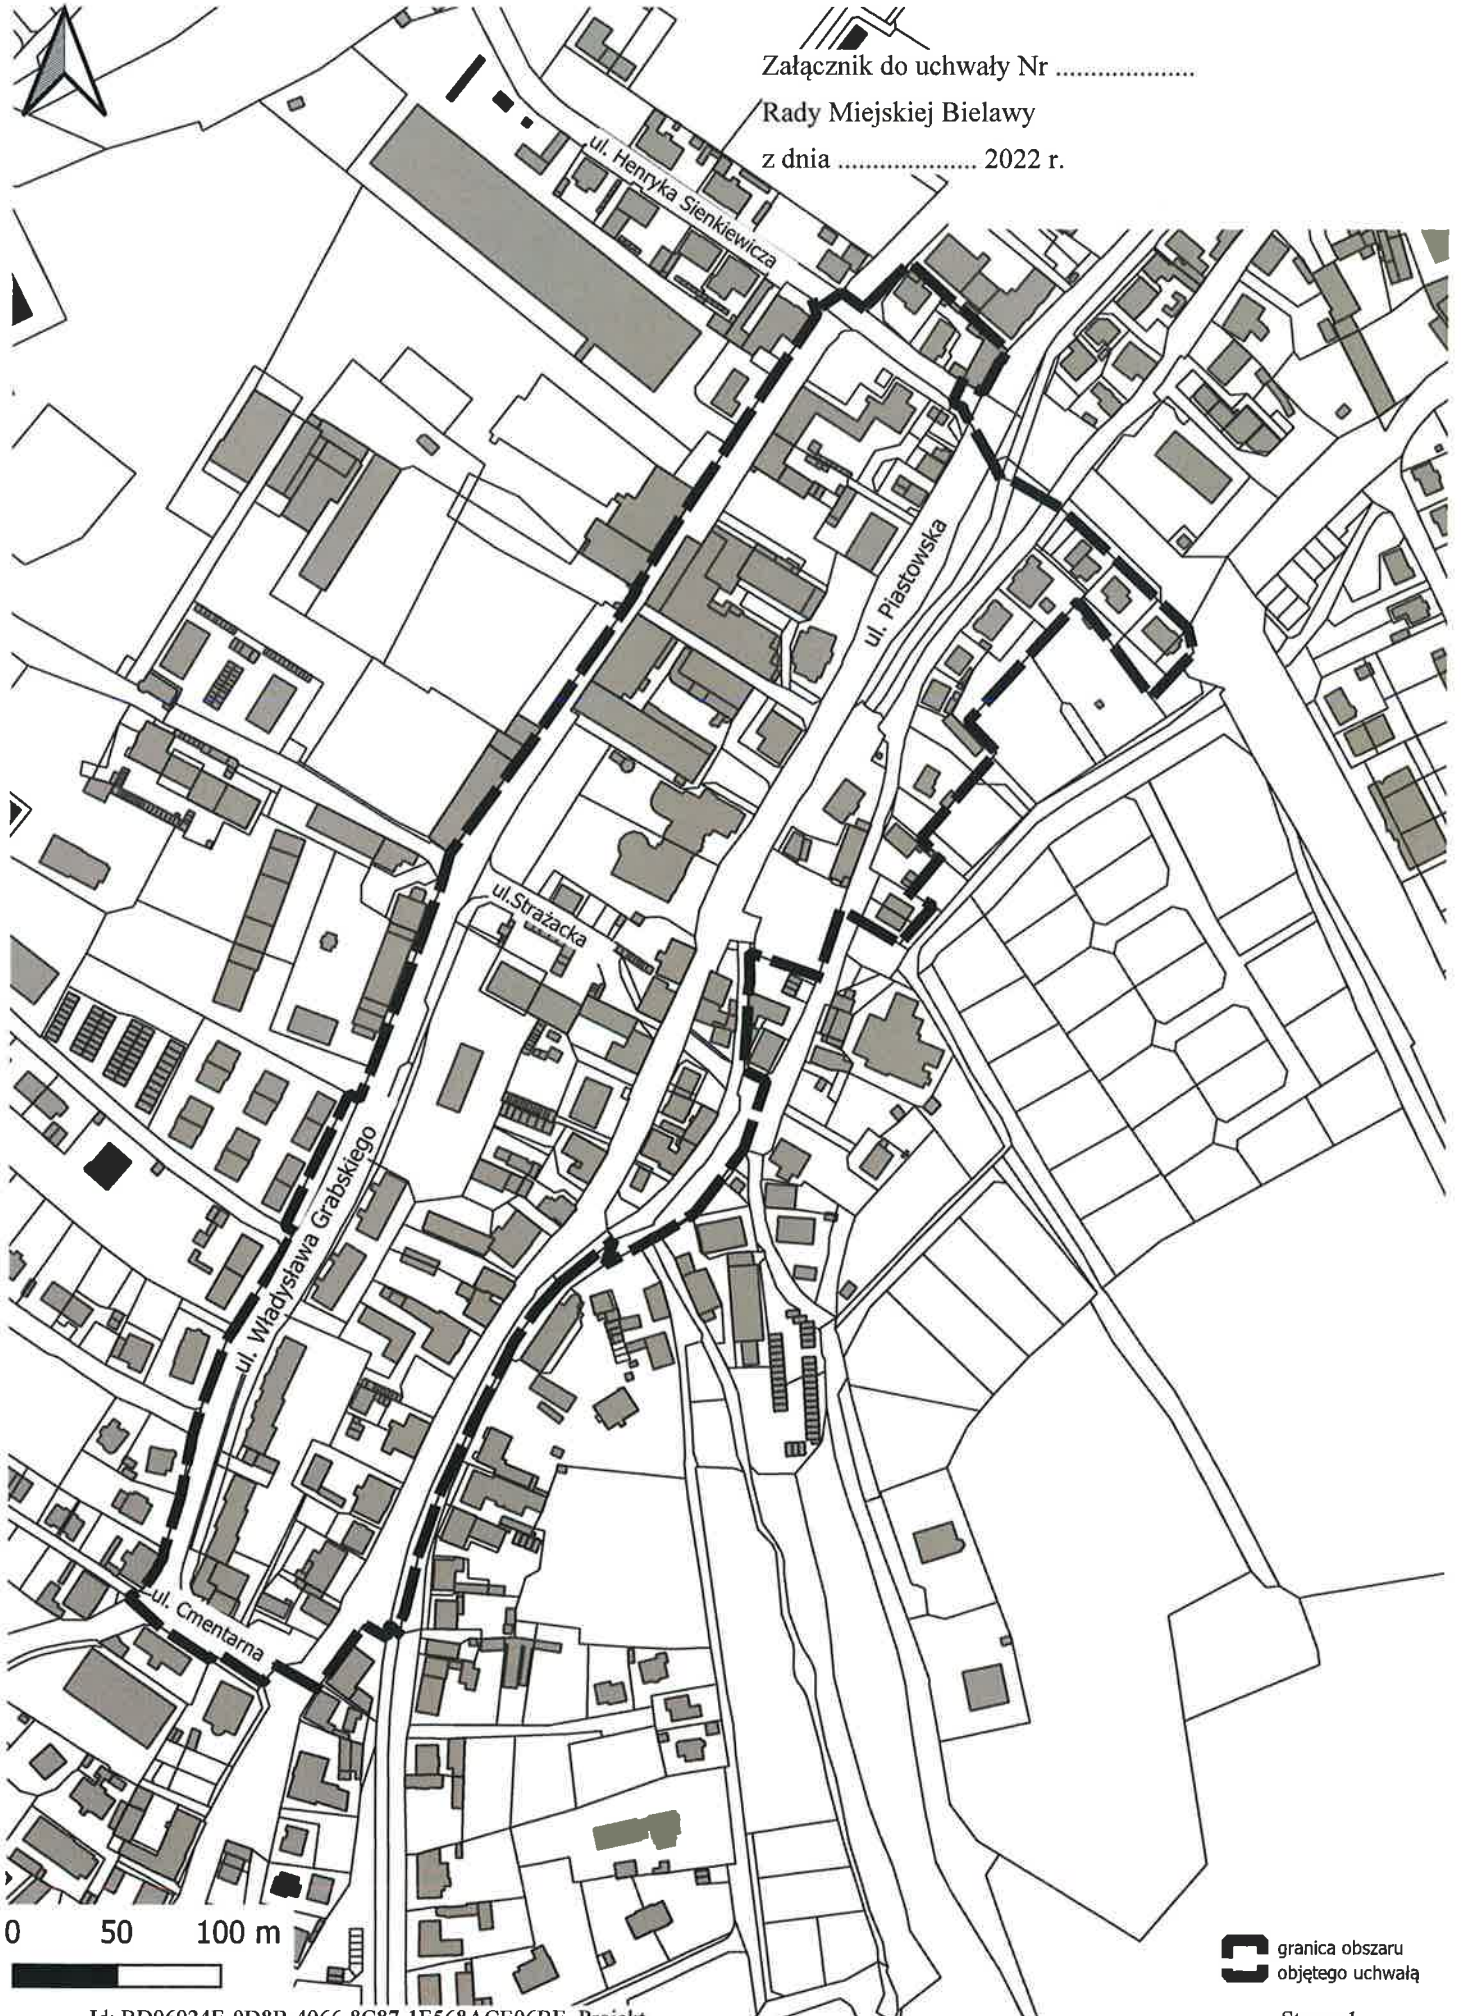 Załącznik do uchwały Nr ....................
Rady Miejskiej Bielawy
z dnia .................... 2022 r.
ul. Henryka Sienkiewicza
ul. Piastowska
ul.Strażacka
ul. Władysława Grabskiego
ul. Cmentarna
0 50 100 m
granica obszaru
objętego uchwałą